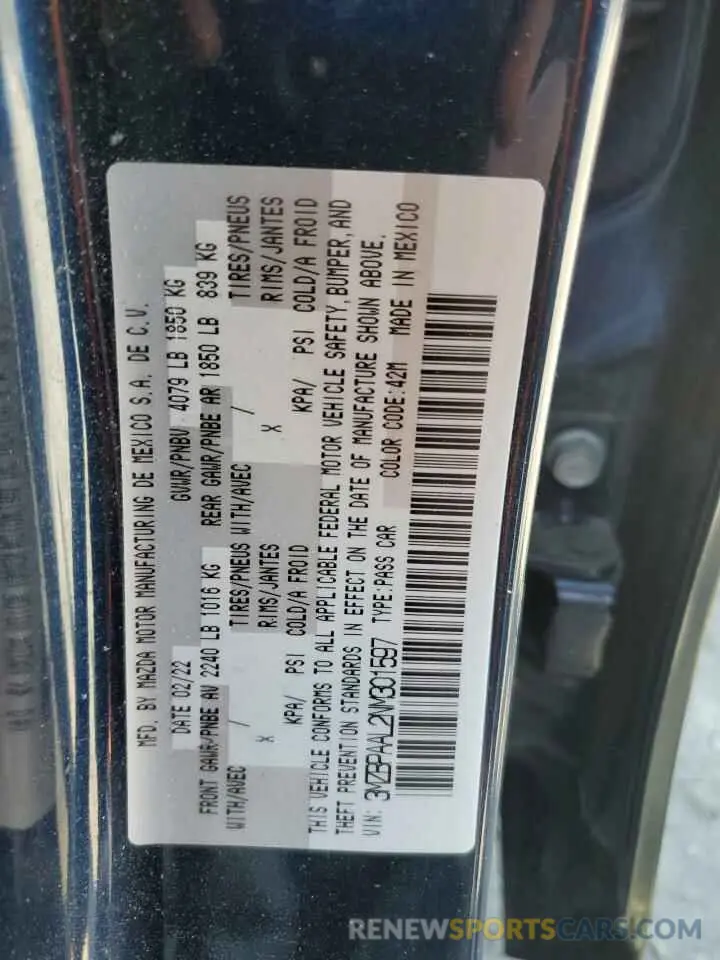 MFD. BY MAZDA MOTOR MANUFACTURING DE MEXICO S.A. DE C.V.
DATE 02/22 GVWR/PNBV 4079 LB 1850 KG
FRONT GAWR/PNBE AV 2240 LB 1016 KG REAR GAWR/PNBE AR 1850 LB 839 KG
WITH/AVEC / TIRES/PNEUS WITH/AVEC / TIRES/PNEUS
X RIMS/JANTES X RIMS/JANTES
KPA/ PSI COLD/A FROID KPA/ PSI COLD/A FROID
THIS VEHICLE CONFORMS TO ALL APPLICABLE FEDERAL MOTOR VEHICLE SAFETY, BUMPER, AND
THEFT PREVENTION STANDARDS IN EFFECT ON THE DATE OF MANUFACTURE SHOWN ABOVE.
VIN: 3MZBPAAL2NM301597 TYPE:PASS CAR COLOR CODE:42M MADE IN MEXICO
RENEWSPORTSCARS.COM